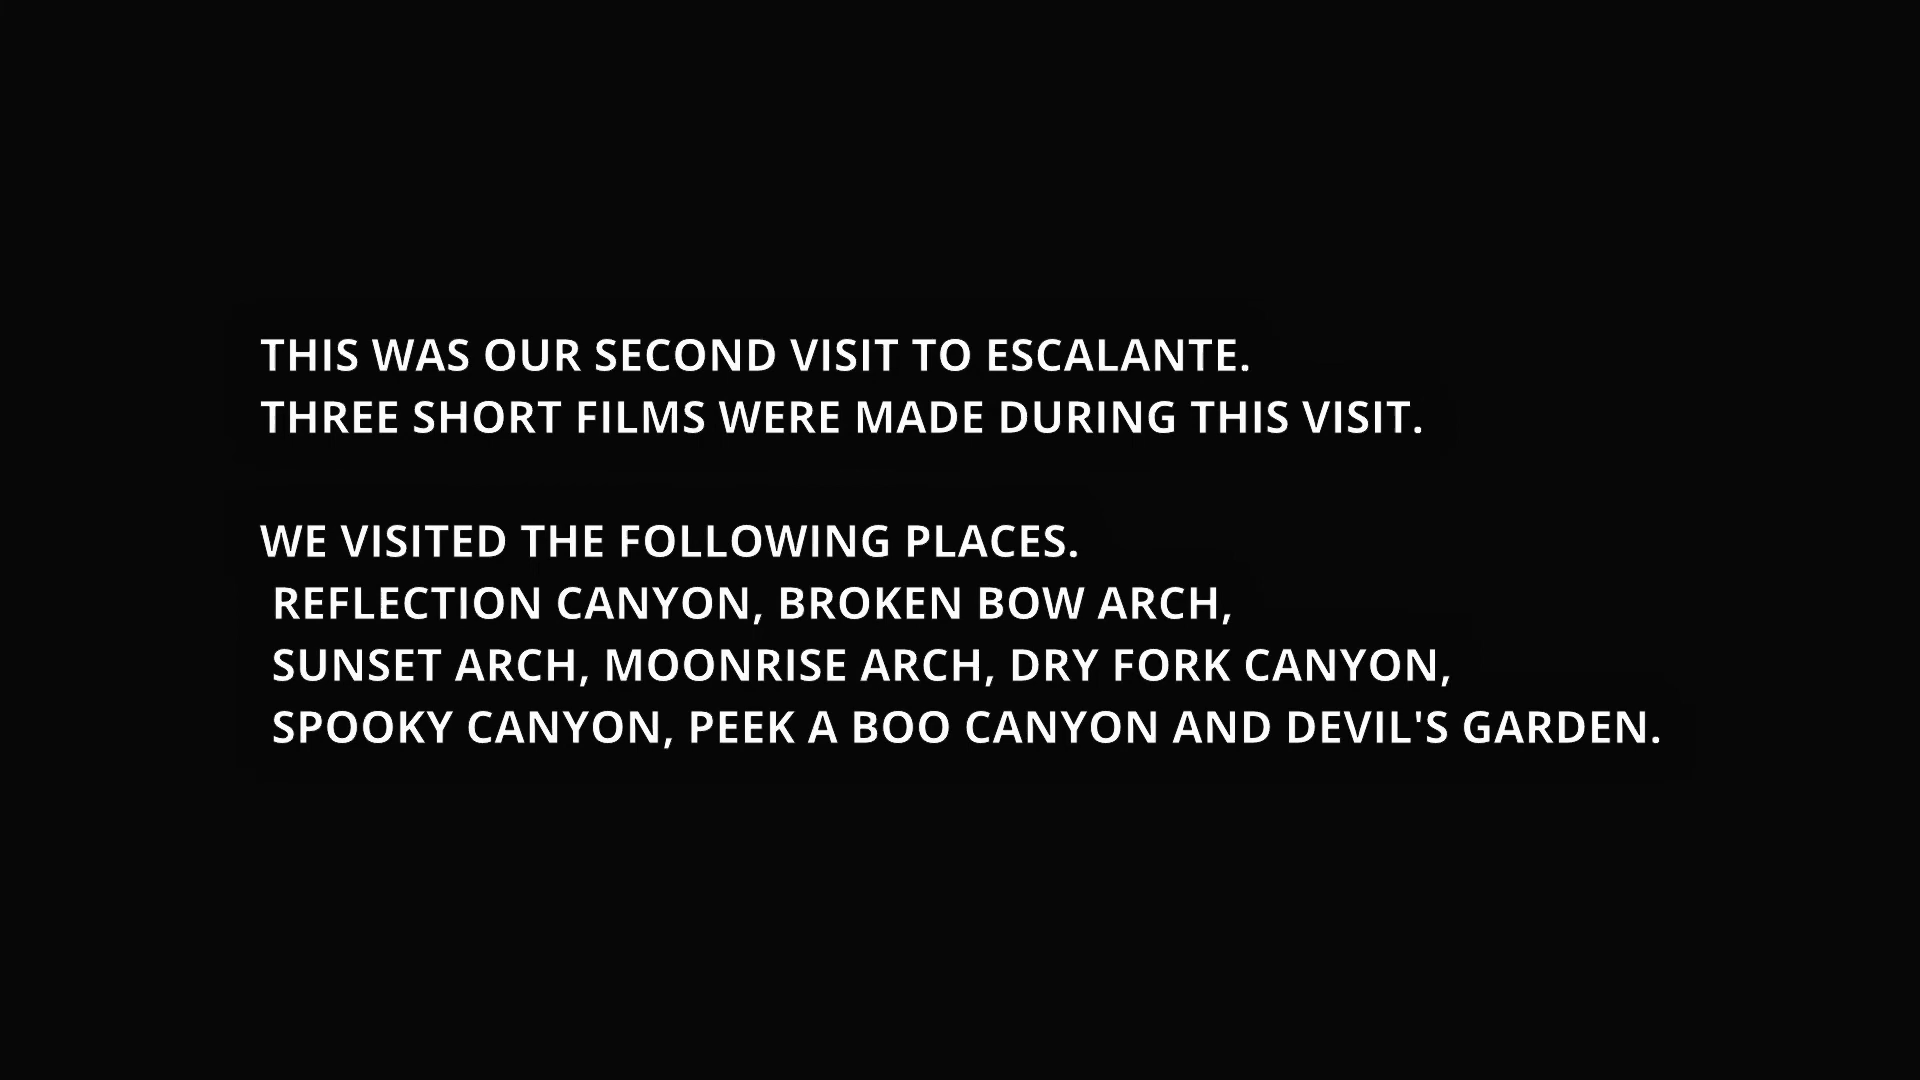 THIS WAS OUR SECOND VISIT TO ESCALANTE.
THREE SHORT FILMS WERE MADE DURING THIS VISIT.
WE VISITED THE FOLLOWING PLACES.
REFLECTION CANYON, BROKEN BOW ARCH,
SUNSET ARCH, MOONRISE ARCH, DRY FORK CANYON,
SPOOKY CANYON, PEEK A BOO CANYON AND DEVIL'S GARDEN.